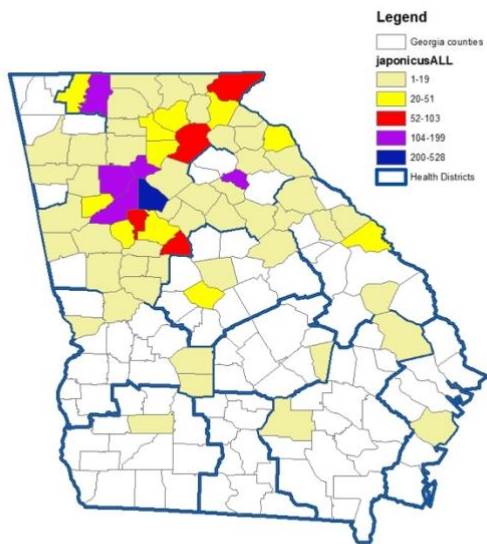 Legend
Georgia counties
japonicusALL
1-19
20-51
52-103
104-199
200-528
Health Districts